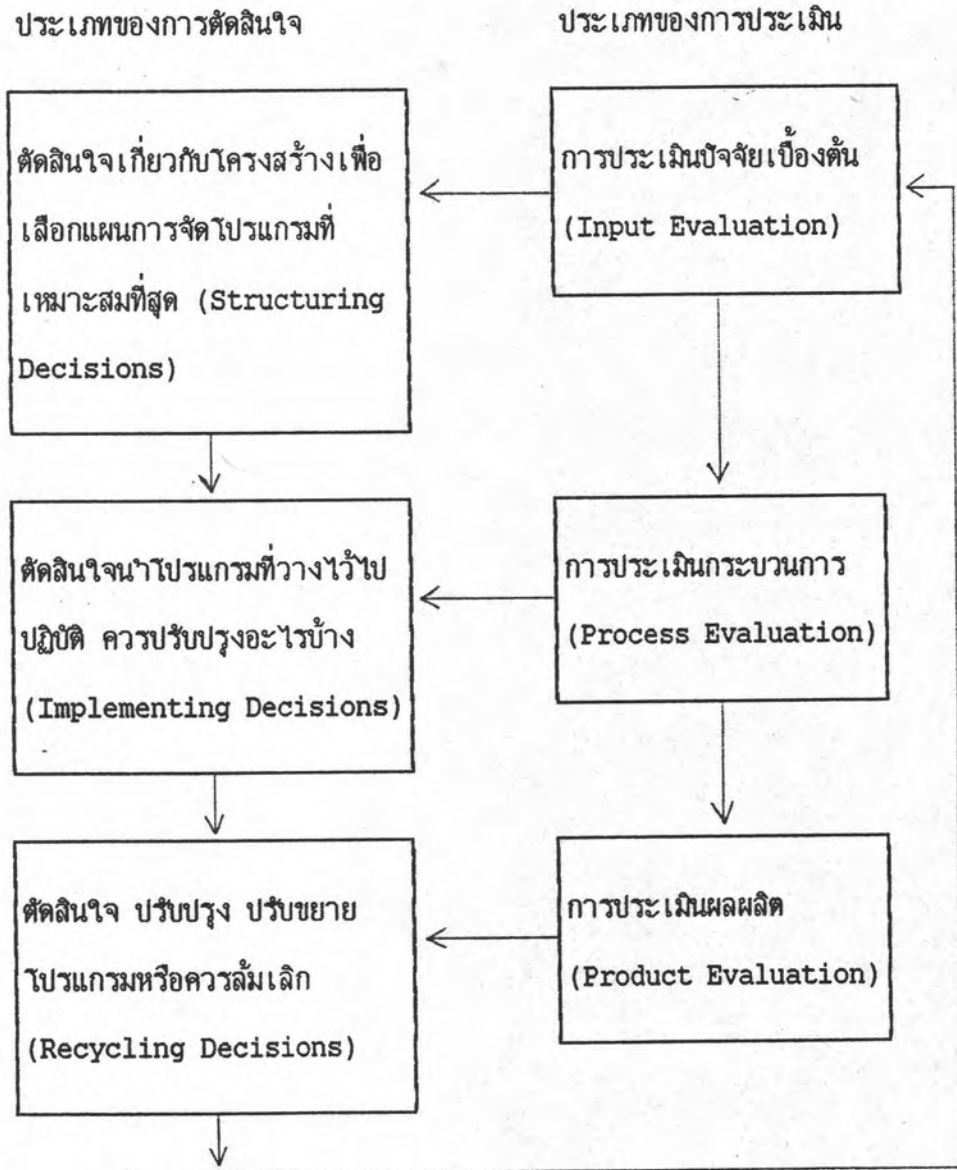 ประเภทของการตัดสินใจ
ประเภทของการประเมิน
ตัดสินใจเกี่ยวกับโครงสร้างเพื่อ
เลือกแผนการจัดโปรแกรมที่
เหมาะสมที่สุด (Structuring
Decisions)
การประเมินปัจจัยเบื้องต้น
(Input Evaluation)
ตัดสินใจนำโปรแกรมที่วางไว้ไป
ปฏิบัติ ควรปรับปรุงอะไรบ้าง
(Implementing Decisions)
การประเมินกระบวนการ
(Process Evaluation)
ตัดสินใจ ปรับปรุง ปรับขยาย
โปรแกรมหรือควรล้มเลิก
(Recycling Decisions)
การประเมินผลผลิต
(Product Evaluation)